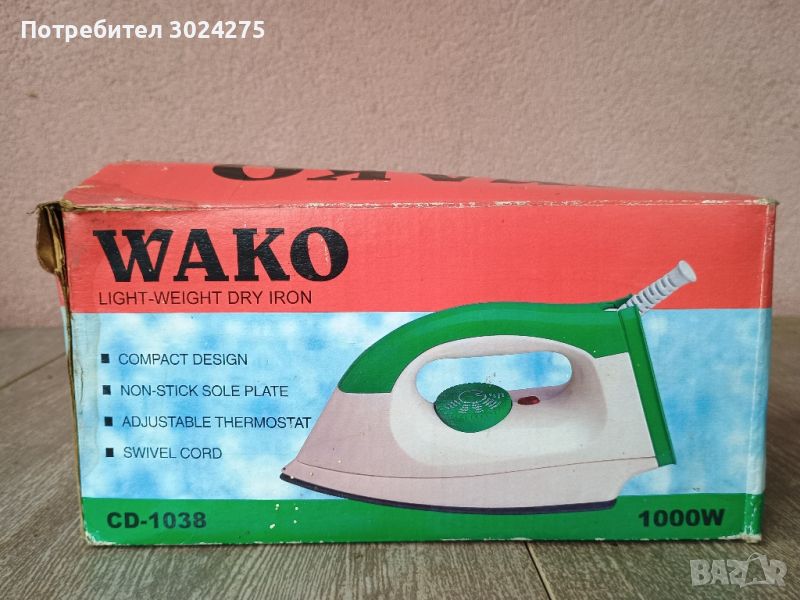 Потребител 3024275
WAKO
LIGHT-WEIGHT DRY IRON
COMPACT DESIGN
NON-STICK SOLE PLATE
ADJUSTABLE THERMOSTAT
SWIVEL CORD
CD-1038
1000W
BAZAR